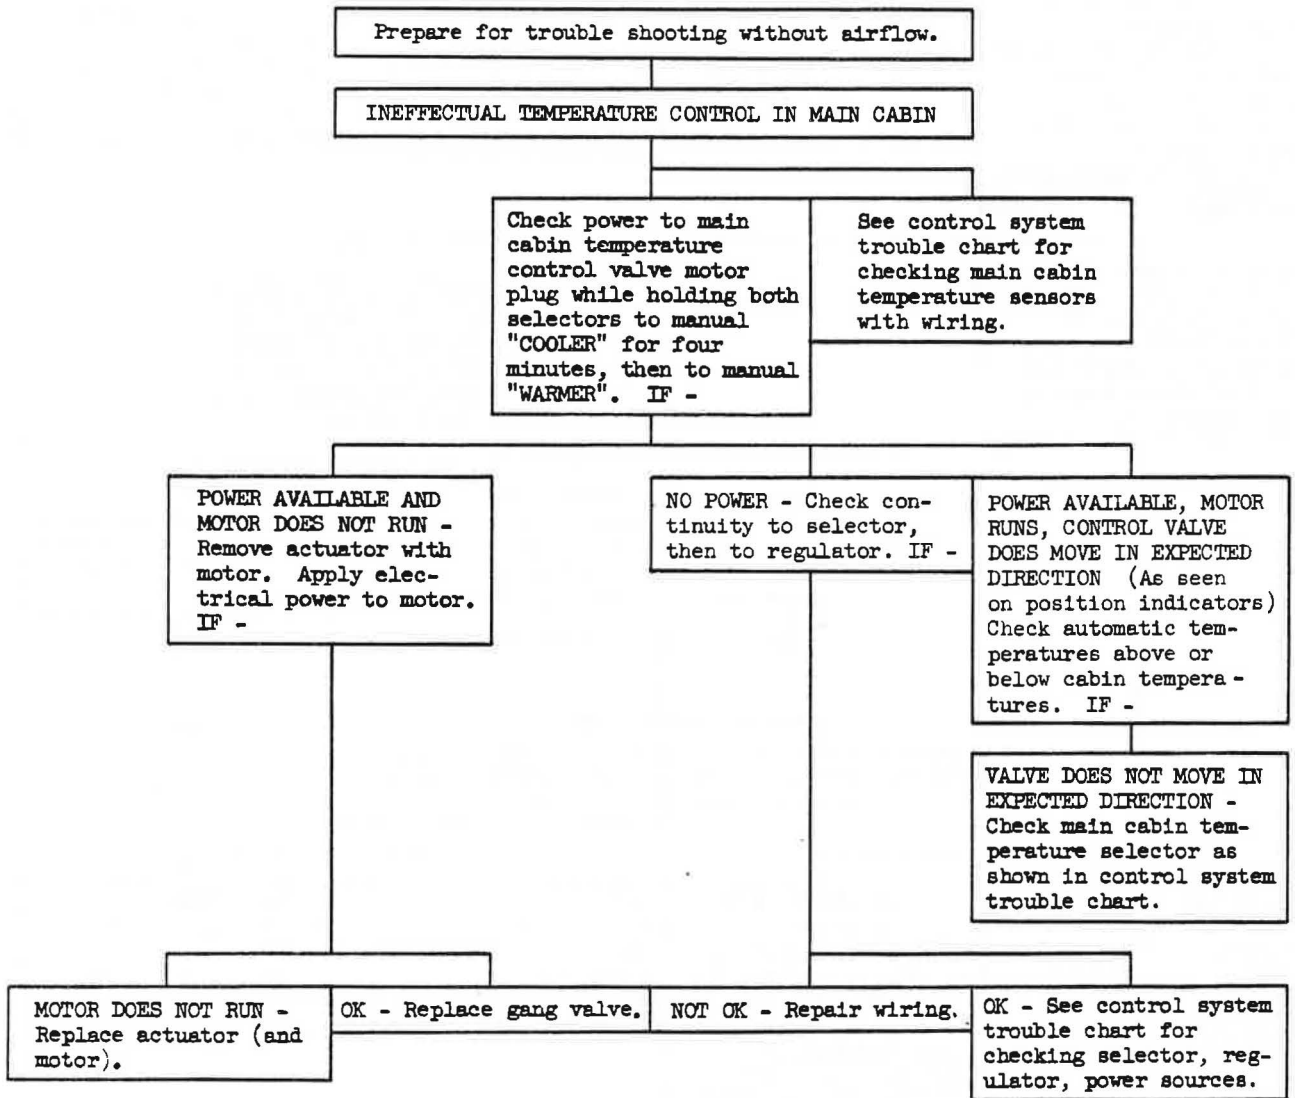 Prepare for trouble shooting without airflow.
INEFFECTUAL TEMPERATURE CONTROL IN MAIN CABIN
Check power to main
cabin temperature
control valve motor
plug while holding both
selectors to manual
"COOLER" for four
minutes, then to manual
"WARMER". IF -
See control system
trouble chart for
checking main cabin
temperature sensors
with wiring.
POWER AVAILABLE AND
MOTOR DOES NOT RUN -
Remove actuator with
motor. Apply elec-
trical power to motor.
IF -
NO POWER - Check con-
tinuity to selector,
then to regulator. IF -
POWER AVAILABLE, MOTOR
RUNS, CONTROL VALVE
DOES MOVE IN EXPECTED
DIRECTION (As seen
on position indicators)
Check automatic tem-
peratures above or
below cabin tempera-
tures. IF -
VALVE DOES NOT MOVE IN
EXPECTED DIRECTION -
Check main cabin tem-
perature selector as
shown in control system
trouble chart.
MOTOR DOES NOT RUN -
Replace actuator (and
motor).
OK - Replace gang valve.
NOT OK - Repair wiring.
OK - See control system
trouble chart for
checking selector, reg-
ulator, power sources.